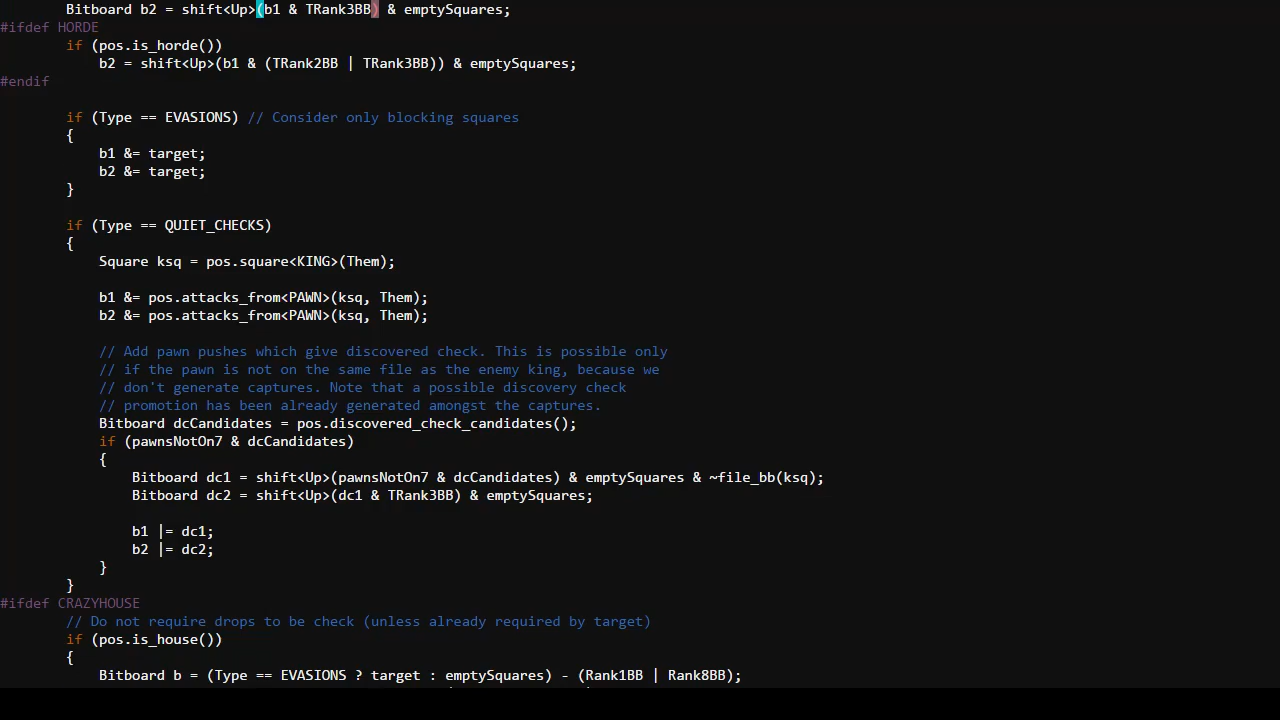 Bitboard b2 = shift<Up>(b1 & TRank3BB) & emptySquares;
#ifdef HORDE
if (pos.is_horde())
b2 = shift<Up>(b1 & (TRank2BB | TRank3BB)) & emptySquares;
#endif
if (Type == EVASIONS) // Consider only blocking squares
{
b1 &= target;
b2 &= target;
}
if (Type == QUIET_CHECKS)
{
Square ksq = pos.square<KING>(Them);
b1 &= pos.attacks_from<PAWN>(ksq, Them);
b2 &= pos.attacks_from<PAWN>(ksq, Them);
// Add pawn pushes which give discovered check. This is possible only
// if the pawn is not on the same file as the enemy king, because we
// don't generate captures. Note that a possible discovery check
// promotion has been already generated amongst the captures.
Bitboard dcCandidates = pos.discovered_check_candidates();
if (pawnsNotOn7 & dcCandidates)
{
Bitboard dc1 = shift<Up>(pawnsNotOn7 & dcCandidates) & emptySquares & ~file_bb(ksq);
Bitboard dc2 = shift<Up>(dc1 & TRank3BB) & emptySquares;
b1 |= dc1;
b2 |= dc2;
}
}
#ifdef CRAZYHOUSE
// Do not require drops to be check (unless already required by target)
if (pos.is_house())
{
Bitboard b = (Type == EVASIONS ? target : emptySquares) - (Rank1BB | Rank8BB);